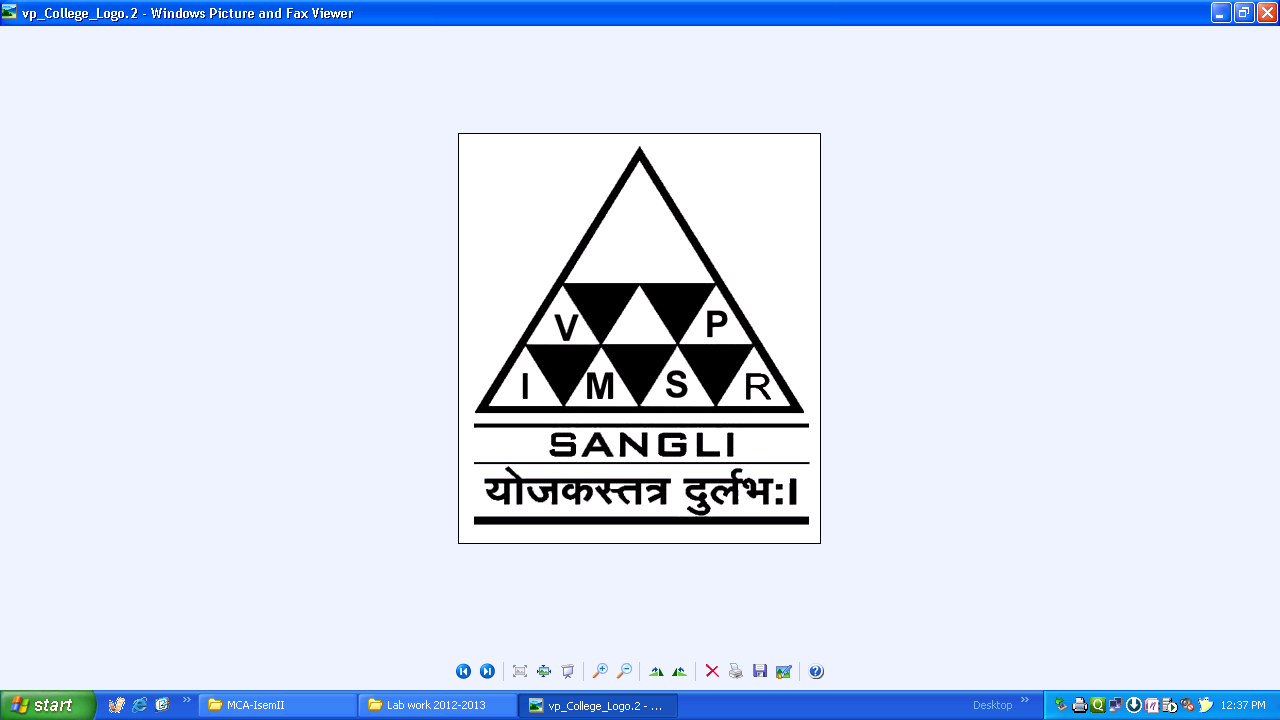 vp_College_Logo.2 - Windows Picture and Fax Viewer
V P
I M S R
SANGLI
योजकस्तत्र दुर्लभ:।
start
MCA-IsemII
Lab work 2012-2013
vp_College_Logo.2 - ...
Desktop
12:37 PM